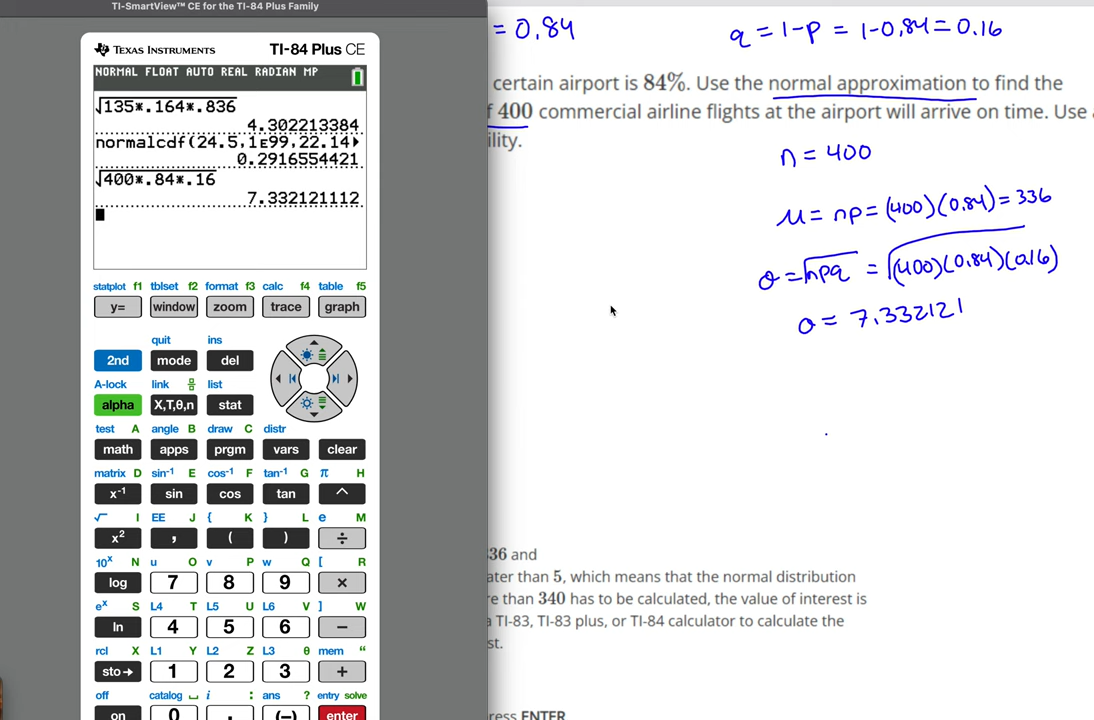 TI-SmartView™ CE for the TI-84 Plus Family
TEXAS INSTRUMENTS TI-84 Plus CE
NORMAL FLOAT AUTO REAL RADIAN MP
√135*.164*.836
4.302213384
normalcdf(24.5,1ᴇ99,22.14
0.2916554421
√400*.84*.16
7.332121112
statplot f1 tblset f2 format f3 calc f4 table f5
y= window zoom trace graph
quit ins
2nd mode del
A-lock link list
alpha X,T,θ,n stat
test A angle B draw C distr
math apps prgm vars clear
matrix D sin⁻¹ E cos⁻¹ F tan⁻¹ G π H
x⁻¹ sin cos tan ^
√ I EE J { K } L e M
x² , ( ) ÷
10ˣ N u O v P w Q [ R
log 7 8 9 ×
eˣ S L4 T L5 U L6 V ] W
ln 4 5 6 −
rcl X L1 Y L2 Z L3 θ mem “
sto→ 1 2 3 +
off catalog ⎵ i : ans ? entry solve
on 0 . (−) enter
= 0.84 q = 1-p = 1-0.84 = 0.16
certain airport is 84%. Use the normal approximation to find the
f 400 commercial airline flights at the airport will arrive on time. Use
ility.
n = 400
μ = np = (400)(0.84) = 336
σ = √npq = √(400)(0.84)(0.16)
σ = 7.332121
36 and
ater than 5, which means that the normal distribution
re than 340 has to be calculated, the value of interest is
a TI-83, TI-83 plus, or TI-84 calculator to calculate the
st.
ress ENTER